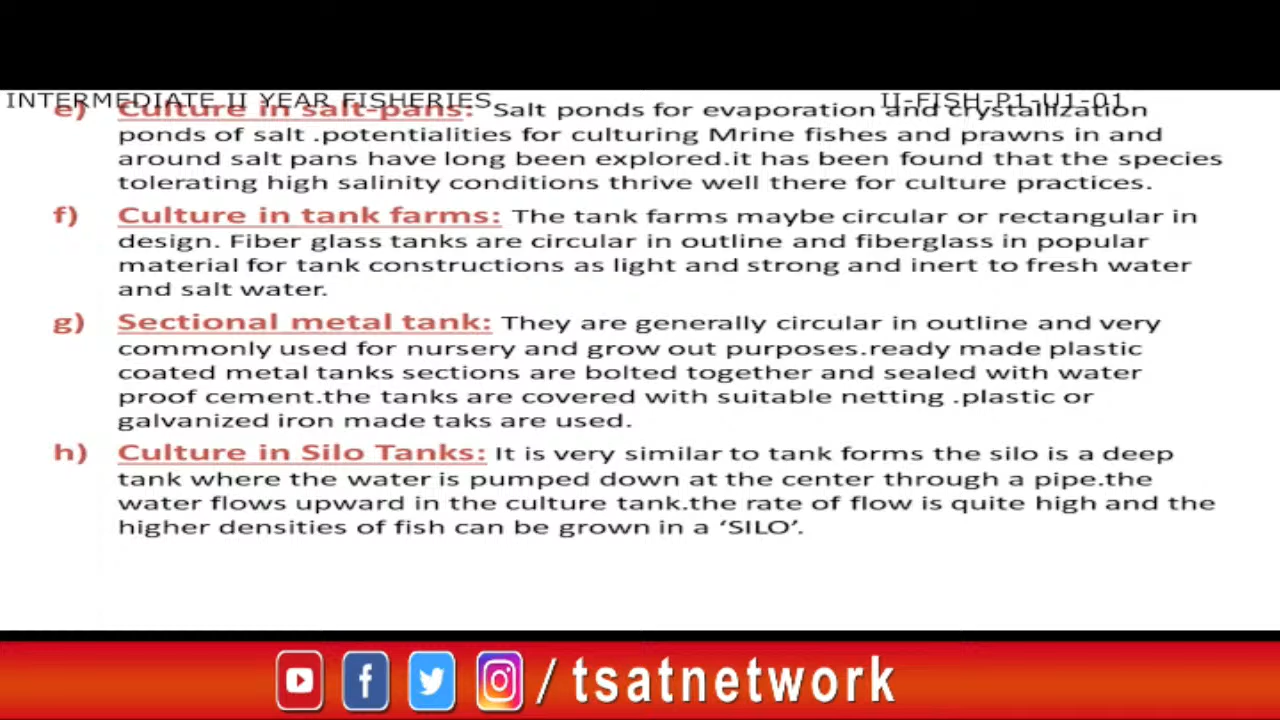 INTERMEDIATE II YEAR FISHERIES II-FISH-P1-U1-01
e) Culture in salt-pans: Salt ponds for evaporation and crystallization
ponds of salt .potentialities for culturing Mrine fishes and prawns in and
around salt pans have long been explored.it has been found that the species
tolerating high salinity conditions thrive well there for culture practices.
f) Culture in tank farms: The tank farms maybe circular or rectangular in
design. Fiber glass tanks are circular in outline and fiberglass in popular
material for tank constructions as light and strong and inert to fresh water
and salt water.
g) Sectional metal tank: They are generally circular in outline and very
commonly used for nursery and grow out purposes.ready made plastic
coated metal tanks sections are bolted together and sealed with water
proof cement.the tanks are covered with suitable netting .plastic or
galvanized iron made taks are used.
h) Culture in Silo Tanks: It is very similar to tank forms the silo is a deep
tank where the water is pumped down at the center through a pipe.the
water flows upward in the culture tank.the rate of flow is quite high and the
higher densities of fish can be grown in a ‘SILO’.
/ tsatnetwork